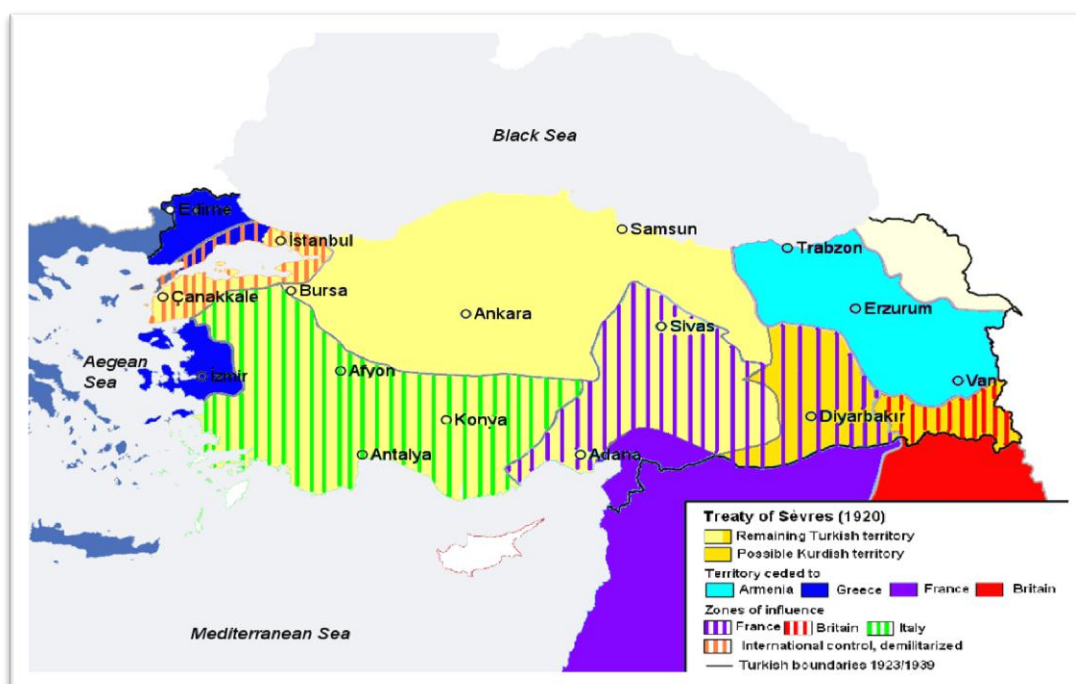 Black Sea
Edirne
İstanbul
Samsun
Trabzon
Çanakkale
Bursa
Ankara
Sivas
Erzurum
Aegean
Sea
İzmir
Afyon
Van
Konya
Diyarbakır
Antalya
Adana
Mediterranean Sea
Treaty of Sèvres (1920)
Remaining Turkish territory
Possible Kurdish territory
Territory ceded to
Armenia Greece France Britain
Zones of influence
France Britain Italy
International control, demilitarized
Turkish boundaries 1923/1939